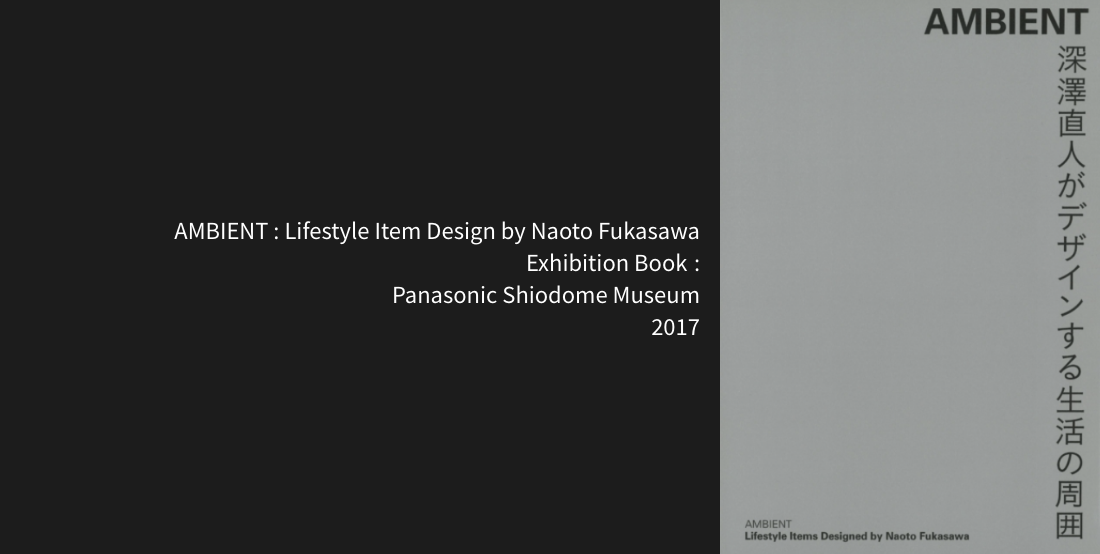 AMBIENT : Lifestyle Item Design by Naoto Fukasawa
Exhibition Book :
Panasonic Shiodome Museum
2017
AMBIENT
深澤直人がデザインする生活の周囲
AMBIENT
Lifestyle Items Designed by Naoto Fukasawa